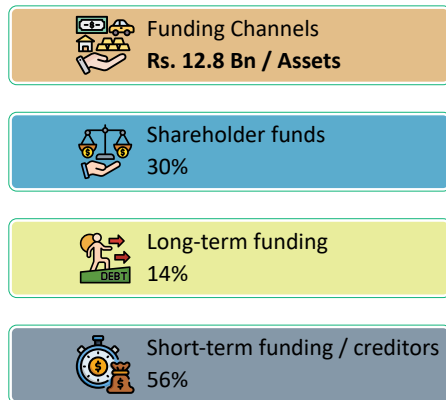 Funding Channels
Rs. 12.8 Bn / Assets
Shareholder funds
30%
Long-term funding
DEBT
14%
Short-term funding / creditors
56%